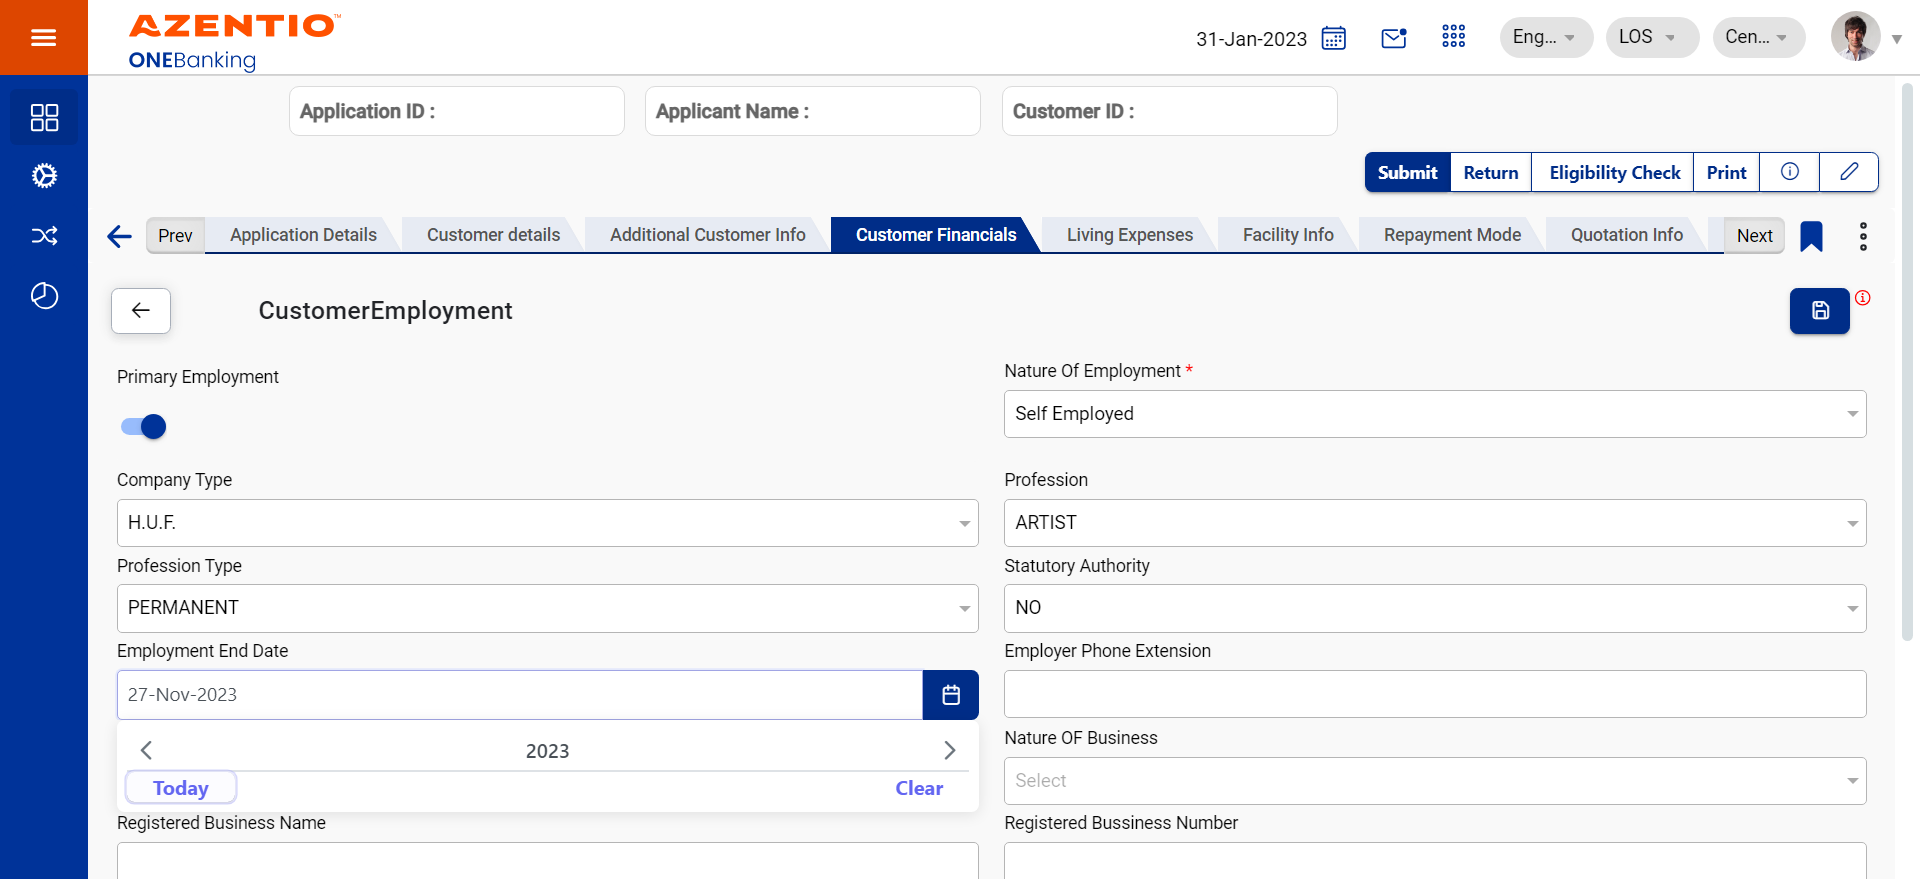 AZENTIO™
ONEBanking
31-Jan-2023
Eng...
LOS
Cen...
Application ID :
Applicant Name :
Customer ID :
Submit
Return
Eligibility Check
Print
Prev
Application Details
Customer details
Additional Customer Info
Customer Financials
Living Expenses
Facility Info
Repayment Mode
Quotation Info
Next
CustomerEmployment
Primary Employment
Nature Of Employment *
Self Employed
Company Type
H.U.F.
Profession
ARTIST
Profession Type
PERMANENT
Statutory Authority
NO
Employment End Date
27-Nov-2023
Employer Phone Extension
2023
Today
Clear
Nature OF Business
Select
Registered Business Name
Registered Bussiness Number